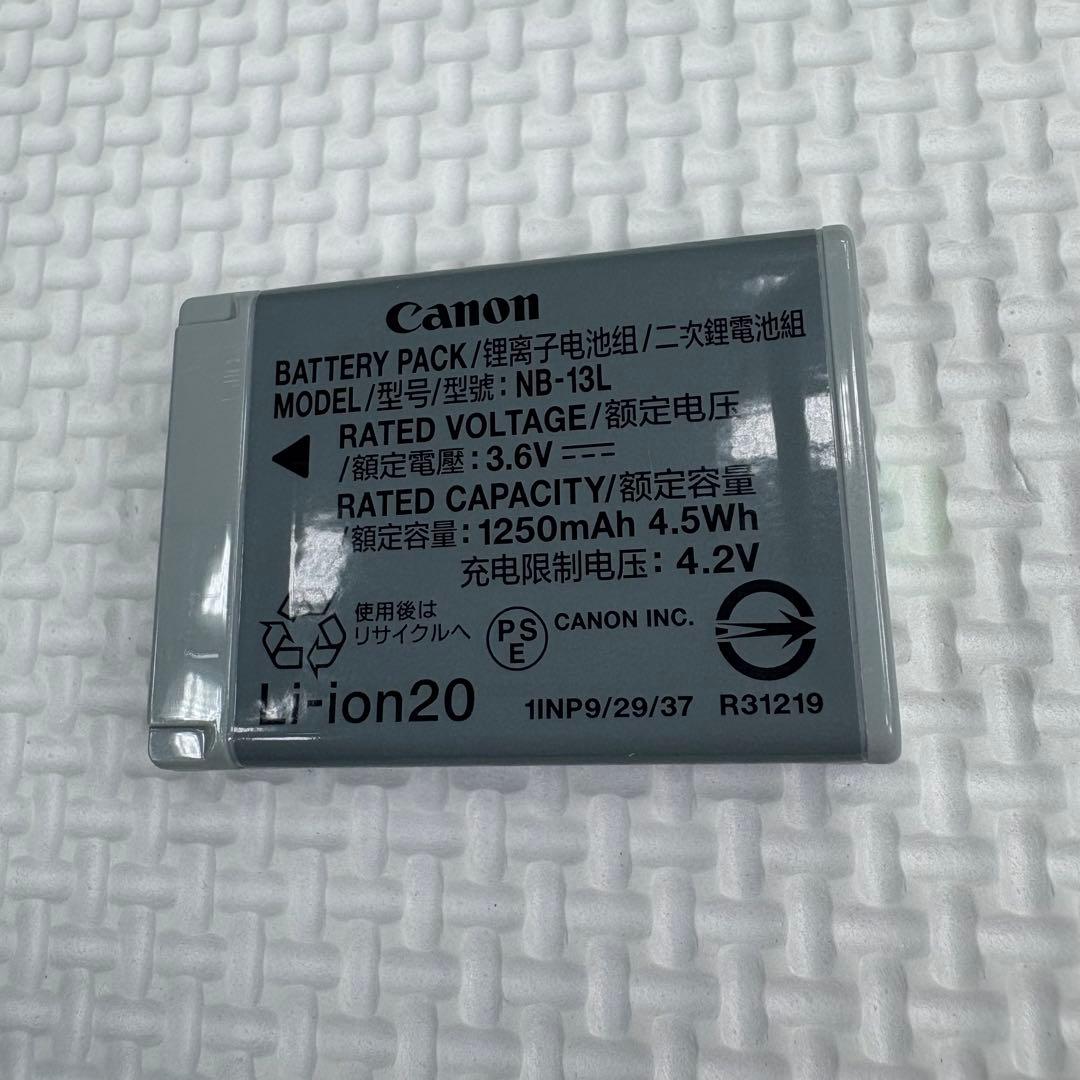 Canon
BATTERY PACK/锂离子电池组/二次鋰電池組
MODEL/型号/型號: NB-13L
RATED VOLTAGE/额定电压
/額定電壓: 3.6V
RATED CAPACITY/额定容量
/額定容量: 1250mAh 4.5Wh
充电限制电压: 4.2V
使用後は
リサイクルへ
PS
E
CANON INC.
Li-ion20
1INP9/29/37 R31219